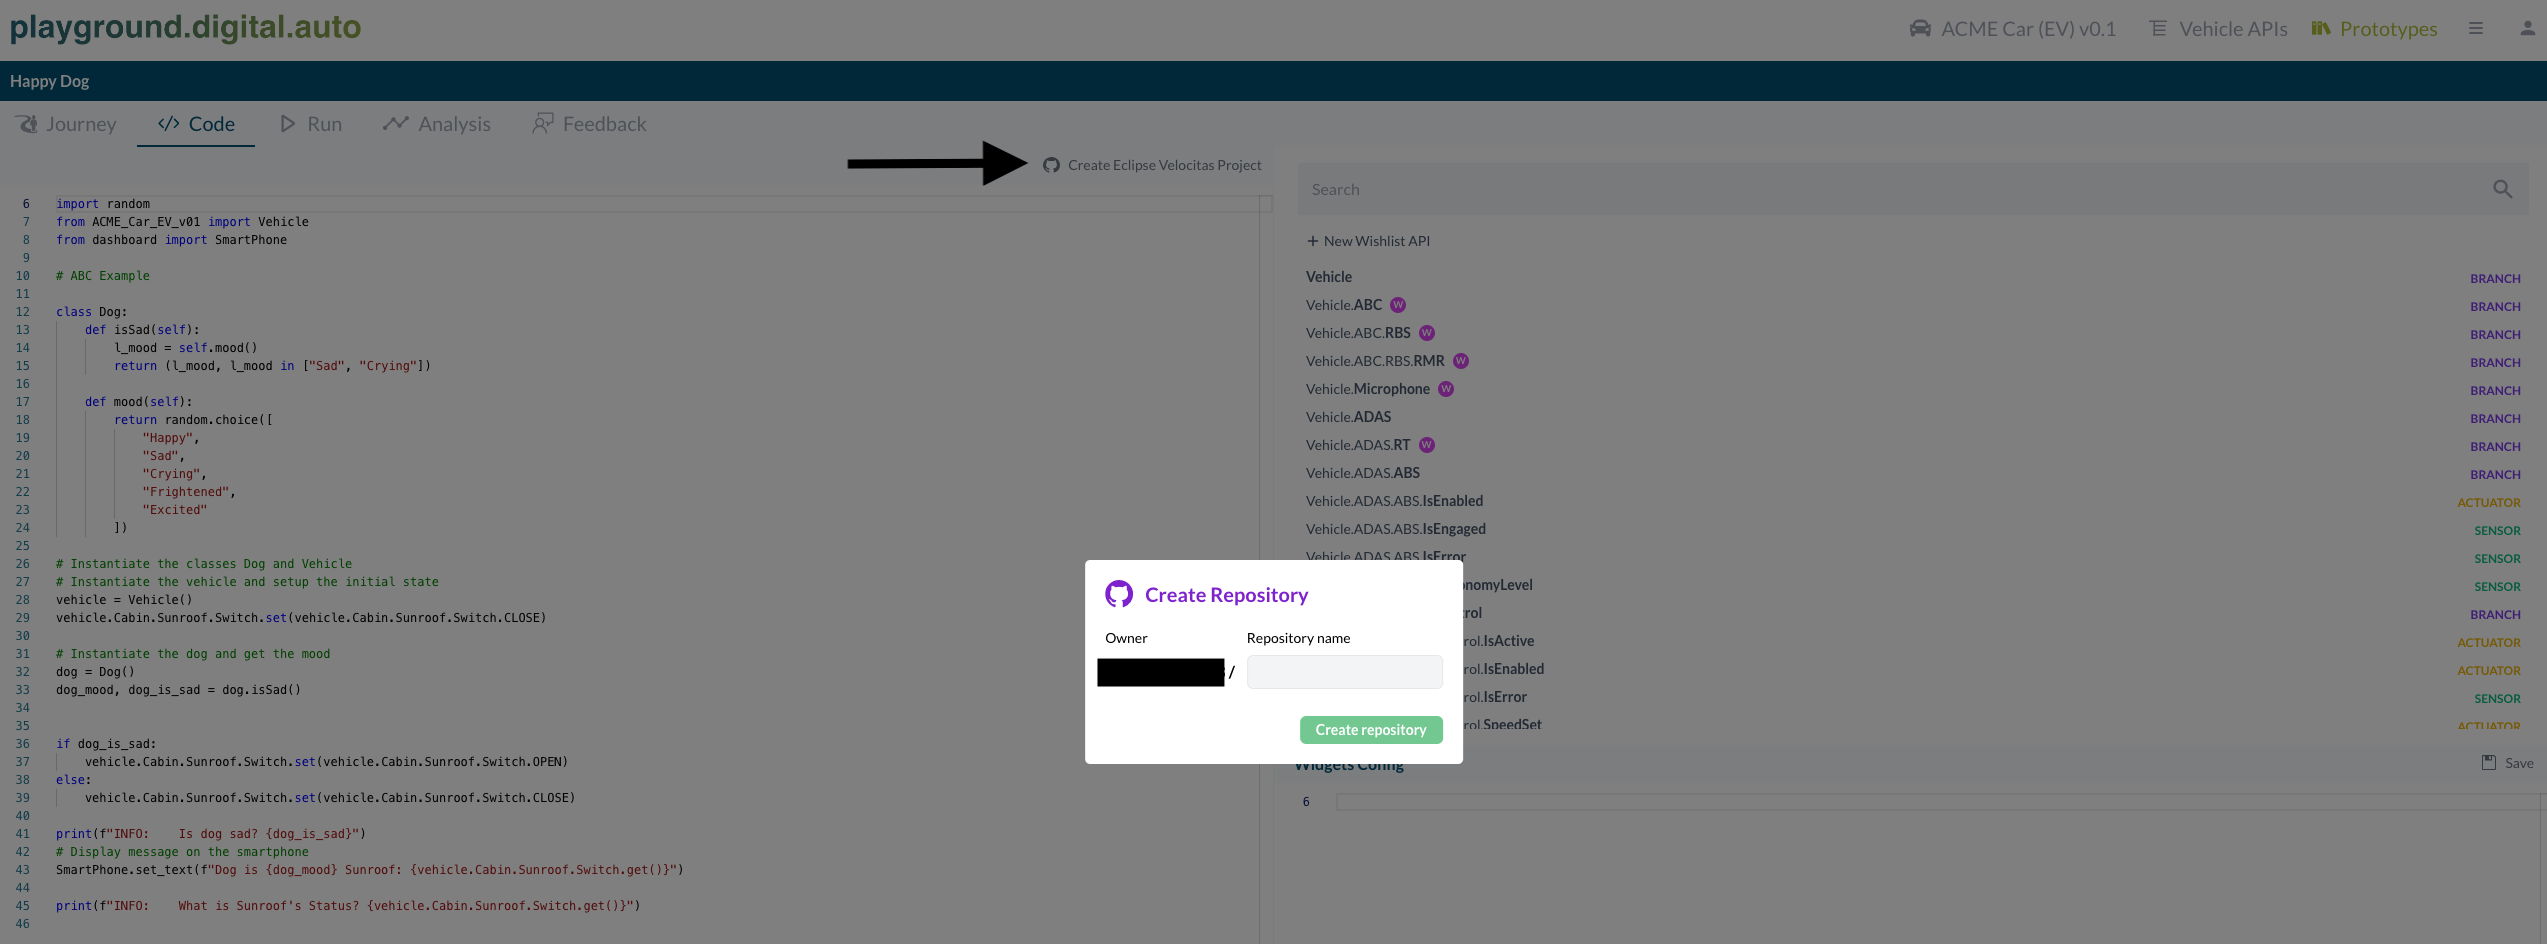 playground.digital.auto
ACME Car (EV) v0.1
Vehicle APIs
Prototypes
Happy Dog
Journey
Code
Run
Analysis
Feedback
Create Eclipse Velocitas Project
6 import random
7 from ACME_Car_EV_v01 import Vehicle
8 from dashboard import SmartPhone
9
10 # ABC Example
11
12 class Dog:
13 def isSad(self):
14 l_mood = self.mood()
15 return (l_mood, l_mood in ["Sad", "Crying"])
16
17 def mood(self):
18 return random.choice([
19 "Happy",
20 "Sad",
21 "Crying",
22 "Frightened",
23 "Excited"
24 ])
25
26 # Instantiate the classes Dog and Vehicle
27 # Instantiate the vehicle and setup the initial state
28 vehicle = Vehicle()
29 vehicle.Cabin.Sunroof.Switch.set(vehicle.Cabin.Sunroof.Switch.CLOSE)
30
31 # Instantiate the dog and get the mood
32 dog = Dog()
33 dog_mood, dog_is_sad = dog.isSad()
34
35
36 if dog_is_sad:
37 vehicle.Cabin.Sunroof.Switch.set(vehicle.Cabin.Sunroof.Switch.OPEN)
38 else:
39 vehicle.Cabin.Sunroof.Switch.set(vehicle.Cabin.Sunroof.Switch.CLOSE)
40
41 print(f"INFO: Is dog sad? {dog_is_sad}")
42 # Display message on the smartphone
43 SmartPhone.set_text(f"Dog is {dog_mood} Sunroof: {vehicle.Cabin.Sunroof.Switch.get()}")
44
45 print(f"INFO: What is Sunroof's Status? {vehicle.Cabin.Sunroof.Switch.get()}")
46
Search
+ New Wishlist API
Vehicle BRANCH
Vehicle.ABC W BRANCH
Vehicle.ABC.RBS W BRANCH
Vehicle.ABC.RBS.RMR W BRANCH
Vehicle.Microphone W BRANCH
Vehicle.ADAS BRANCH
Vehicle.ADAS.RT W BRANCH
Vehicle.ADAS.ABS BRANCH
Vehicle.ADAS.ABS.IsEnabled ACTUATOR
Vehicle.ADAS.ABS.IsEngaged SENSOR
Vehicle.ADAS.ABS.IsError SENSOR
onomyLevel SENSOR
rol BRANCH
rol.IsActive ACTUATOR
rol.IsEnabled ACTUATOR
rol.IsError SENSOR
rol.SpeedSet ACTUATOR
Create Repository
Owner
Repository name
/
Create repository
Widgets Config
Save
6